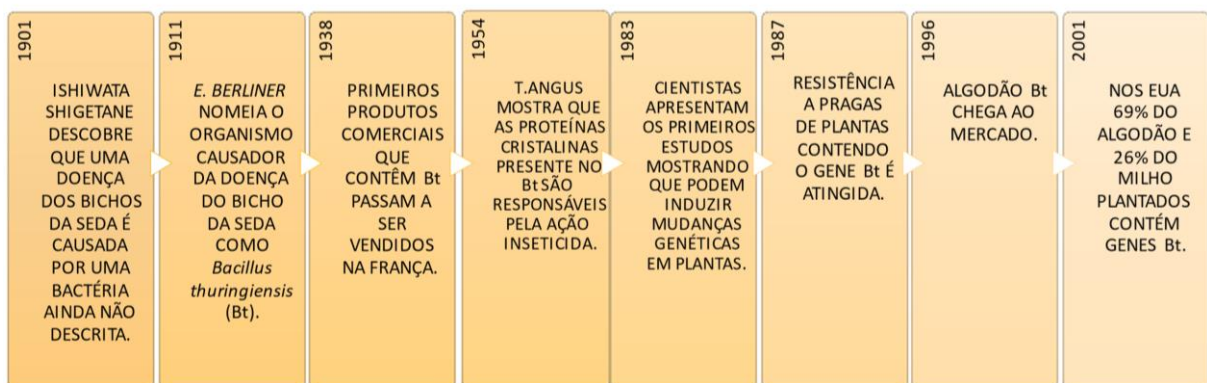 1901
ISHIWATA
SHIGETANE
DESCOBRE
QUE UMA
DOENÇA
DOS BICHOS
DA SEDA É
CAUSADA
POR UMA
BACTÉRIA
AINDA NÃO
DESCRITA.
1911
E. BERLINER
NOMEIA O
ORGANISMO
CAUSADOR
DA DOENÇA
DO BICHO
DA SEDA
COMO
Bacillus
thuringiensis
(Bt).
1938
PRIMEIROS
PRODUTOS
COMERCIAIS
QUE
CONTÊM Bt
PASSAM A
SER
VENDIDOS
NA FRANÇA.
1954
T.ANGUS
MOSTRA QUE
AS PROTEÍNAS
CRISTALINAS
PRESENTE NO
Bt SÃO
RESPONSÁVEIS
PELA AÇÃO
INSETICIDA.
1983
CIENTISTAS
APRESENTAM
OS PRIMEIROS
ESTUDOS
MOSTRANDO
QUE PODEM
INDUZIR
MUDANÇAS
GENÉTICAS
EM PLANTAS.
1987
RESISTÊNCIA
A PRAGAS
DE PLANTAS
CONTENDO
O GENE Bt É
ATINGIDA.
1996
ALGODÃO Bt
CHEGA AO
MERCADO.
2001
NOS EUA
69% DO
ALGODÃO E
26% DO
MILHO
PLANTADOS
CONTÉM
GENES Bt.